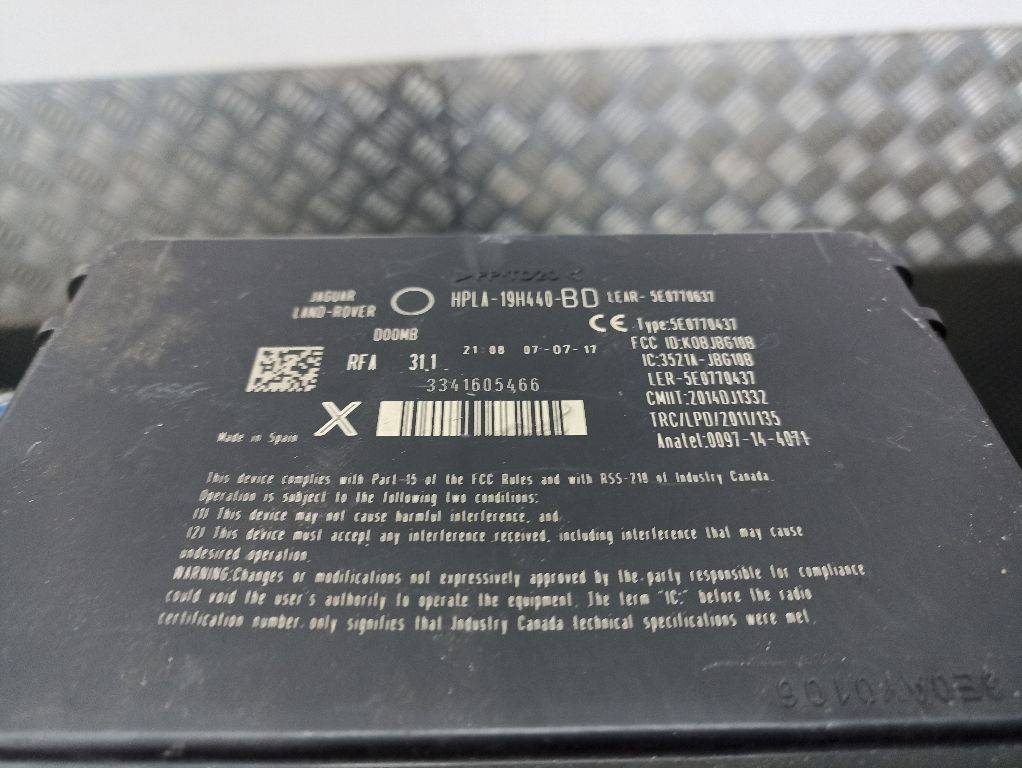 >PP-TD20<
JAGUAR
LAND-ROVER
HPLA-19H440-BD LEAR- 5E0770637
DOOMB
CE Type:5E0770437
21:08 07-07-17
FCC ID:KOBJBG10B
RFA 31.1
IC:3521A-JBG10B
3341605466
LER-5E0770437
CMIIT:2014DJ1332
X
TRC/LPD/2011/135
Made in Spain
Anatel:0097-14-4071
This device complies with Part-15 of the FCC Rules and with RSS-210 of Industry Canada.
Operation is subject to the following two conditions:
(1) This device may not cause harmful interference, and
(2) This device must accept any interference received, including interference that may cause
undesired operation.
WARNING:Changes or modifications not expressively approved by the party responsible for compliance
could void the user's authority to operate the equipment. The term "IC:" before the radio
certification number only signifies that Industry Canada technical specifications were met.